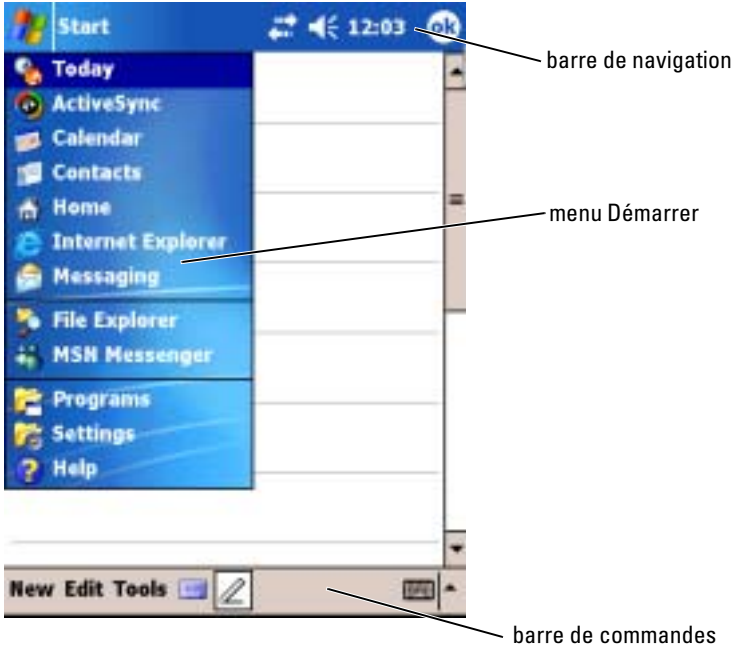 Start 12:03 ok
barre de navigation
Today
ActiveSync
Calendar
Contacts
Home
menu Démarrer
Internet Explorer
Messaging
File Explorer
MSN Messenger
Programs
Settings
Help
New Edit Tools
barre de commandes